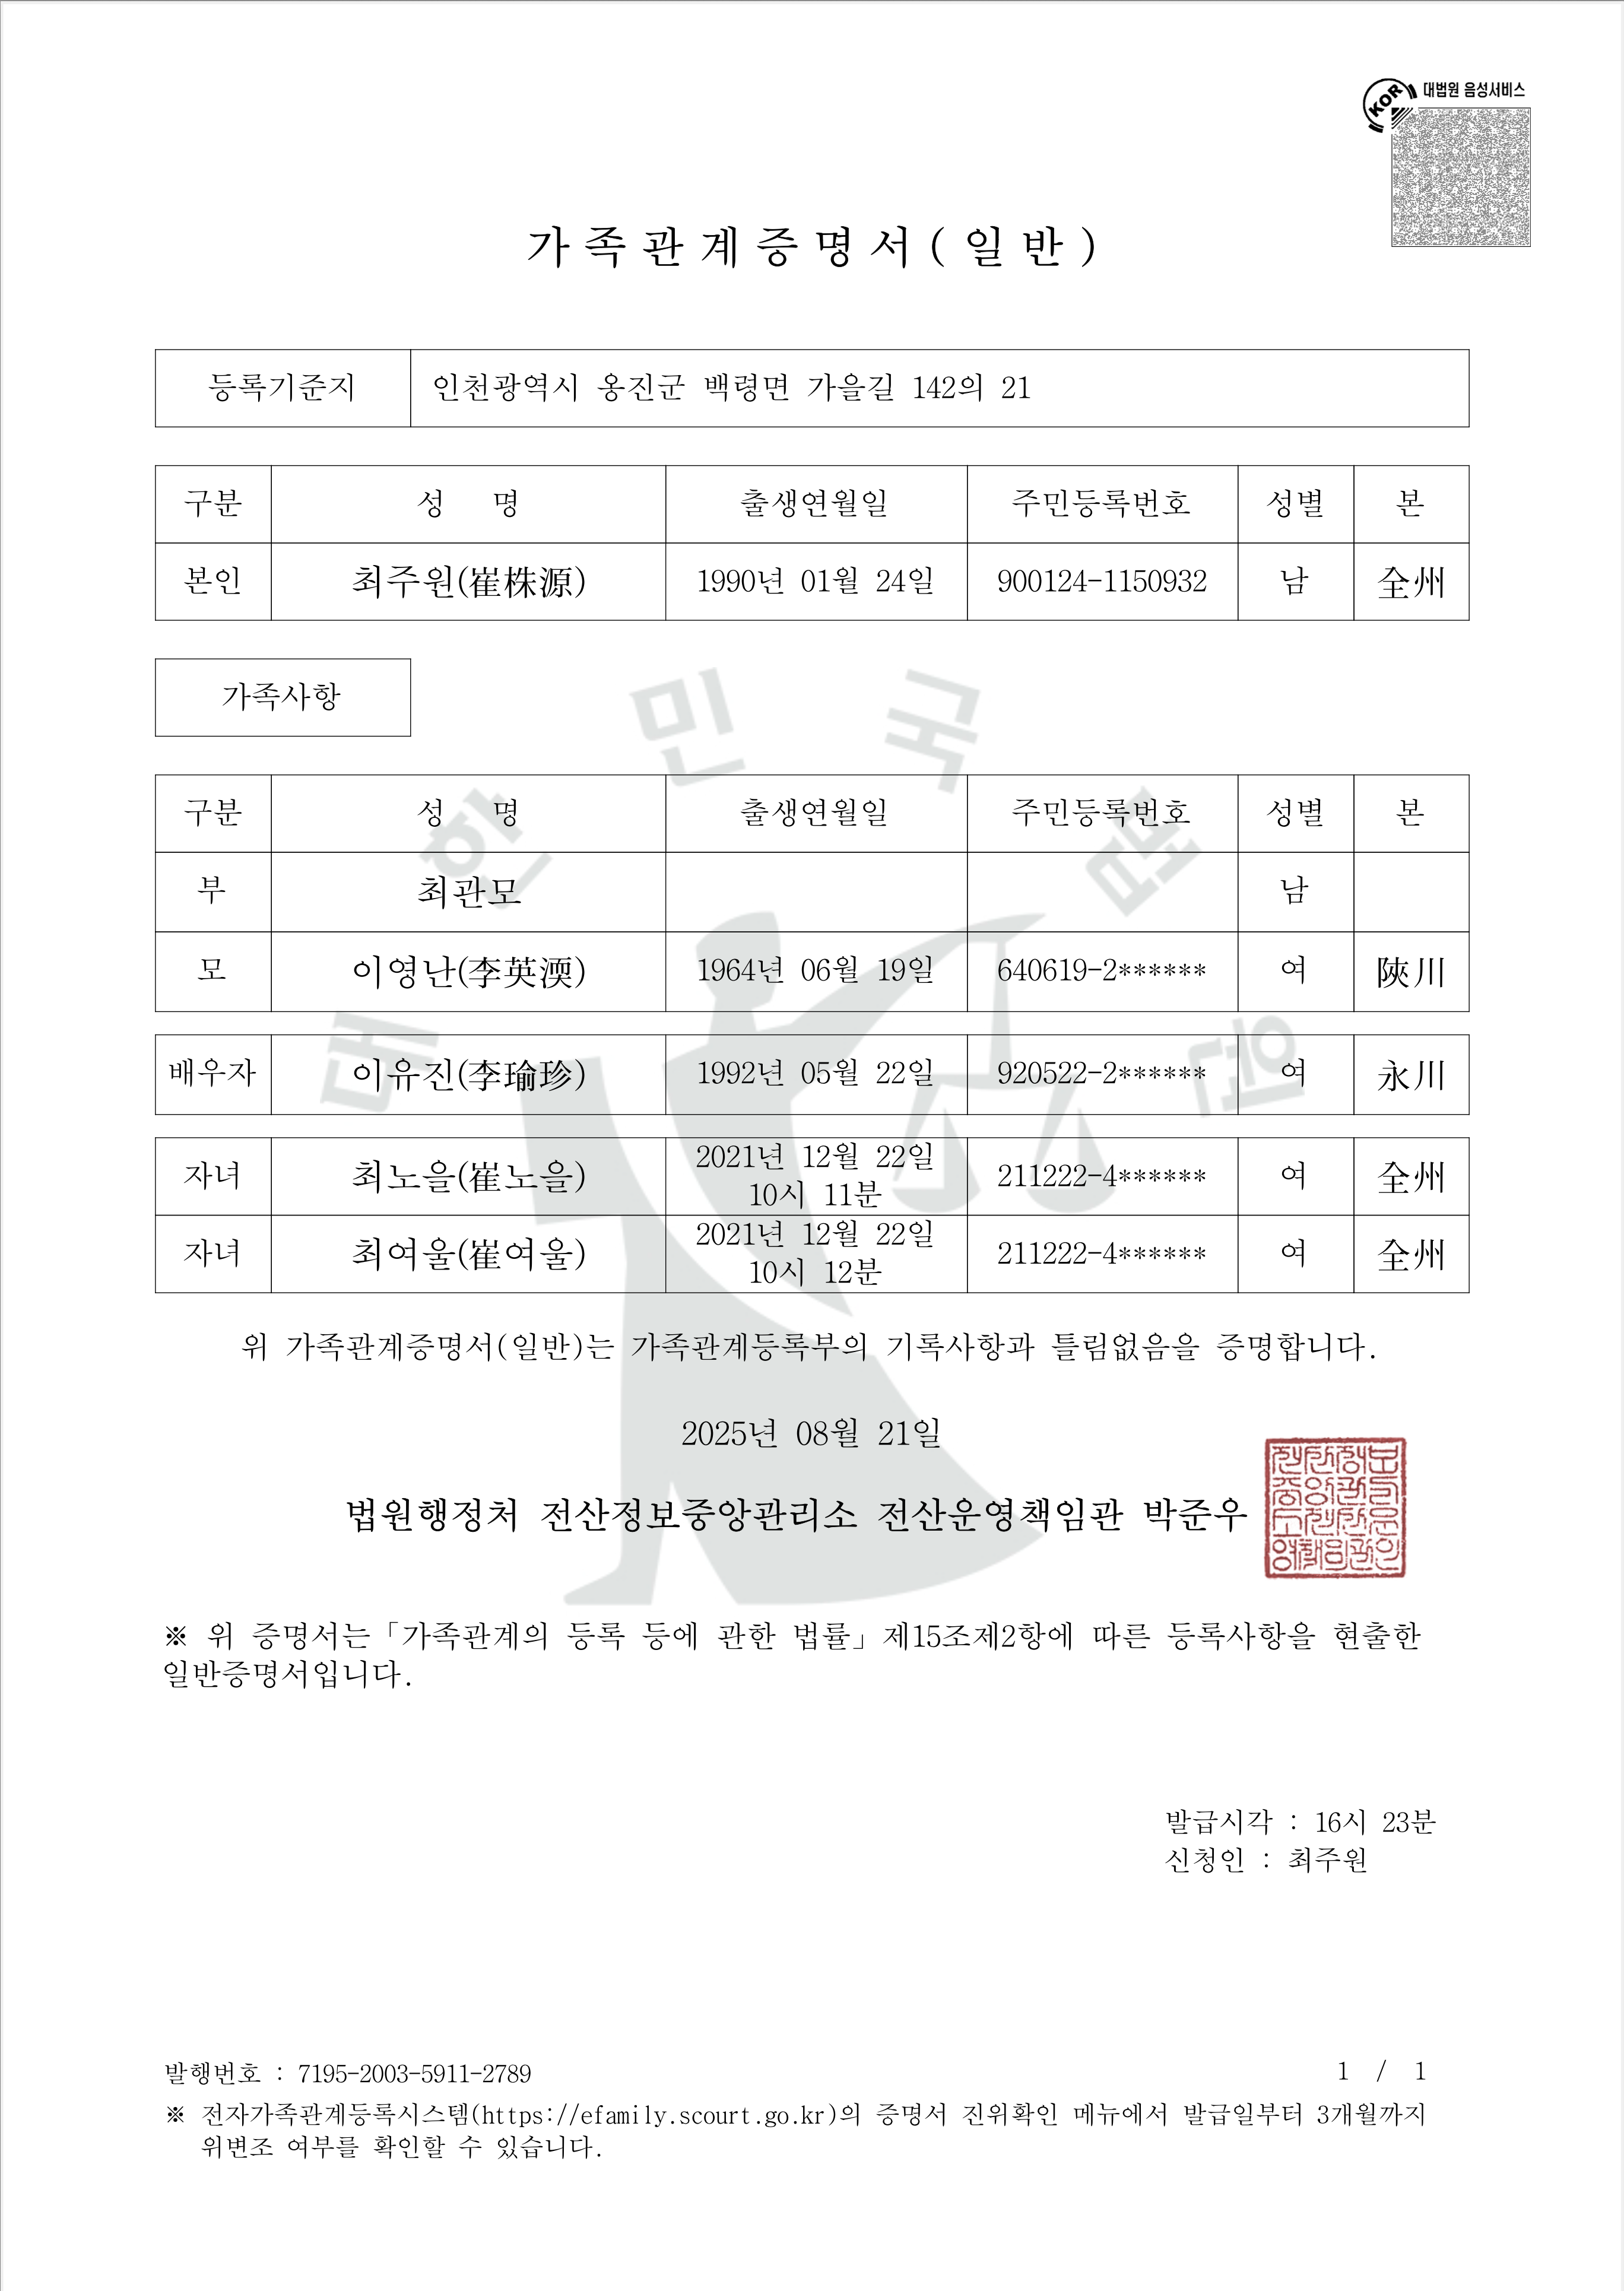 KOR 대법원 음성서비스
가족관계증명서(일반)
등록기준지 인천광역시 옹진군 백령면 가을길 142의 21
구분 성 명 출생연월일 주민등록번호 성별 본
본인 최주원(崔株源) 1990년 01월 24일 900124-1150932 남 全州
가족사항
구분 성 명 출생연월일 주민등록번호 성별 본
부 최관모 남
모 이영난(李英㬉) 1964년 06월 19일 640619-2****** 여 陜川
배우자 이유진(李瑜珍) 1992년 05월 22일 920522-2****** 여 永川
자녀 최노을(崔노을) 2021년 12월 22일 10시 11분 211222-4****** 여 全州
자녀 최여울(崔여울) 2021년 12월 22일 10시 12분 211222-4****** 여 全州
대한민국법원
위 가족관계증명서(일반)는 가족관계등록부의 기록사항과 틀림없음을 증명합니다.
2025년 08월 21일
법원행정처 전산정보중앙관리소 전산운영책임관 박준우
※ 위 증명서는「가족관계의 등록 등에 관한 법률」제15조제2항에 따른 등록사항을 현출한
일반증명서입니다.
발급시각 : 16시 23분
신청인 : 최주원
발행번호 : 7195-2003-5911-2789 1 / 1
※ 전자가족관계등록시스템(https://efamily.scourt.go.kr)의 증명서 진위확인 메뉴에서 발급일부터 3개월까지
위변조 여부를 확인할 수 있습니다.